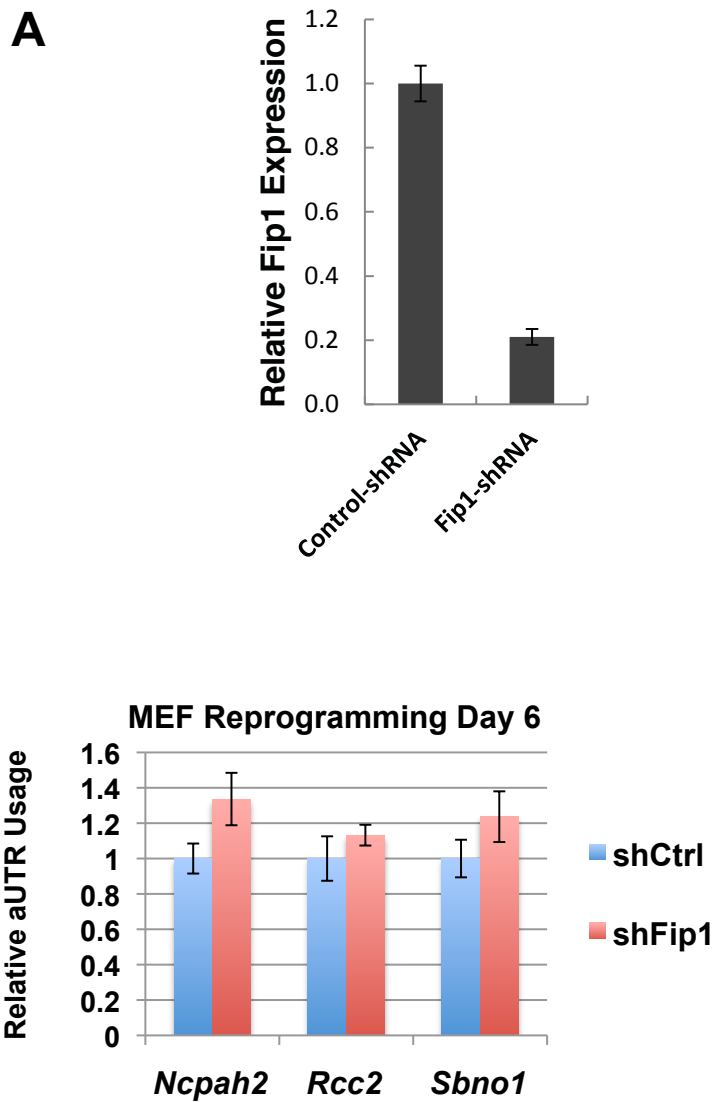 A
Relative Fip1 Expression
1.2
1.0
0.8
0.6
0.4
0.2
0.0
Control-shRNA
Fip1-shRNA
MEF Reprogramming Day 6
Relative aUTR Usage
1.6
1.4
1.2
1
0.8
0.6
0.4
0.2
0
shCtrl
shFip1
Ncpah2 Rcc2 Sbno1